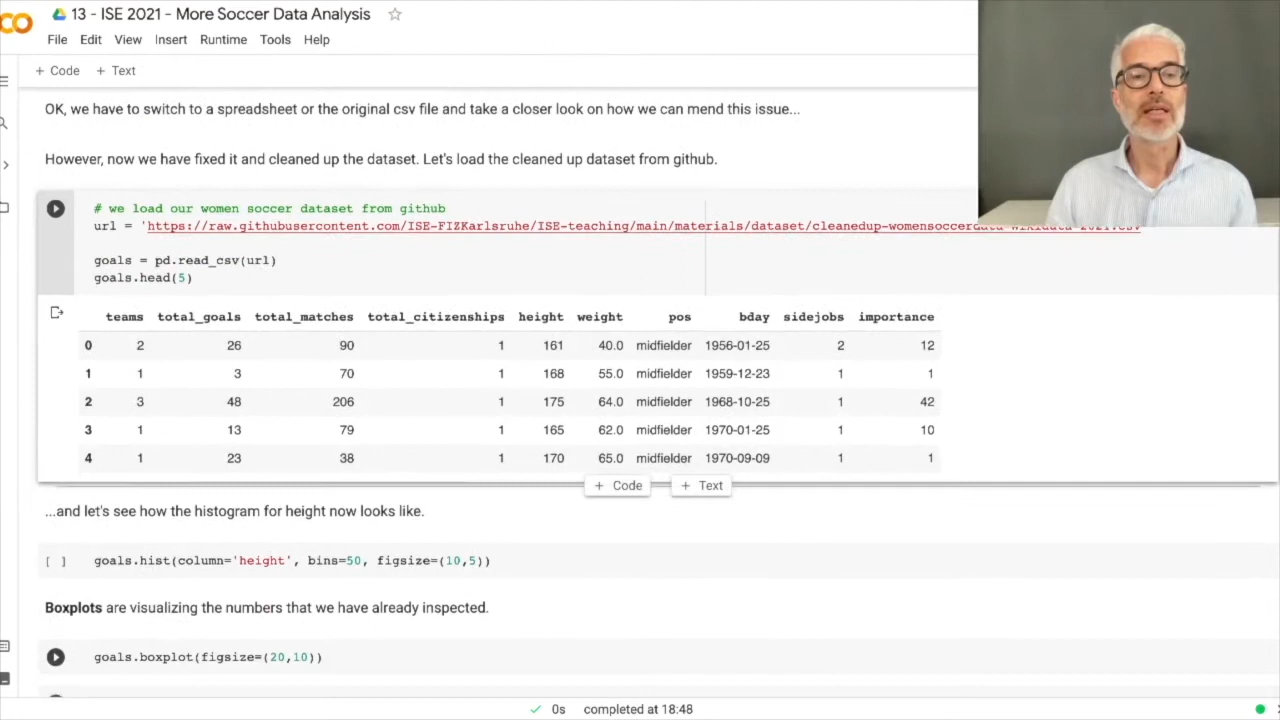 13 - ISE 2021 - More Soccer Data Analysis
File Edit View Insert Runtime Tools Help
+ Code + Text
OK, we have to switch to a spreadsheet or the original csv file and take a closer look on how we can mend this issue...
However, now we have fixed it and cleaned up the dataset. Let's load the cleaned up dataset from github.
# we load our women soccer dataset from github
url = 'https://raw.githubusercontent.com/ISE-FIZKarlsruhe/ISE-teaching/main/materials/dataset/cleanedup-womensoccerdata-wikidata-2021.csv
goals = pd.read_csv(url)
goals.head(5)
teams total_goals total_matches total_citizenships height weight pos bday sidejobs importance
0 2 26 90 1 161 40.0 midfielder 1956-01-25 2 12
1 1 3 70 1 168 55.0 midfielder 1959-12-23 1 1
2 3 48 206 1 175 64.0 midfielder 1968-10-25 1 42
3 1 13 79 1 165 62.0 midfielder 1970-01-25 1 10
4 1 23 38 1 170 65.0 midfielder 1970-09-09 1 1
+ Code + Text
...and let's see how the histogram for height now looks like.
[ ] goals.hist(column='height', bins=50, figsize=(10,5))
Boxplots are visualizing the numbers that we have already inspected.
goals.boxplot(figsize=(20,10))
0s completed at 18:48